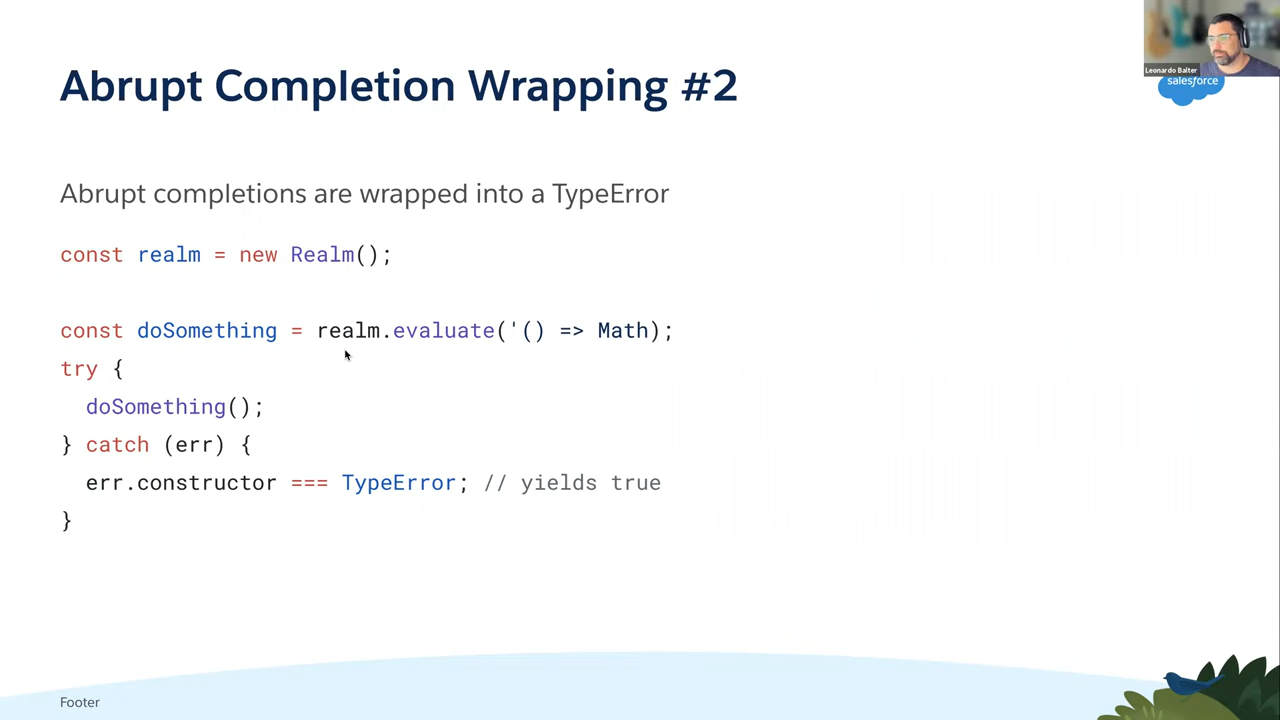 Abrupt Completion Wrapping #2
Leonardo Balter
salesforce
Abrupt completions are wrapped into a TypeError
const realm = new Realm();
const doSomething = realm.evaluate('() => Math);
try {
doSomething();
} catch (err) {
err.constructor === TypeError; // yields true
}
Footer